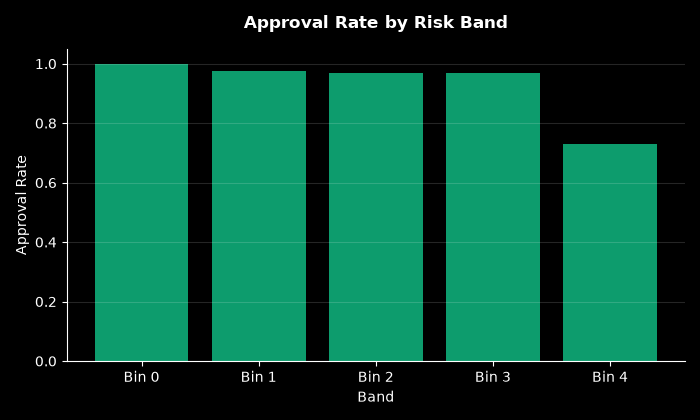 Approval Rate by Risk Band
Approval Rate
1.0
0.8
0.6
0.4
0.2
0.0
Bin 0
Bin 1
Bin 2
Bin 3
Bin 4
Band